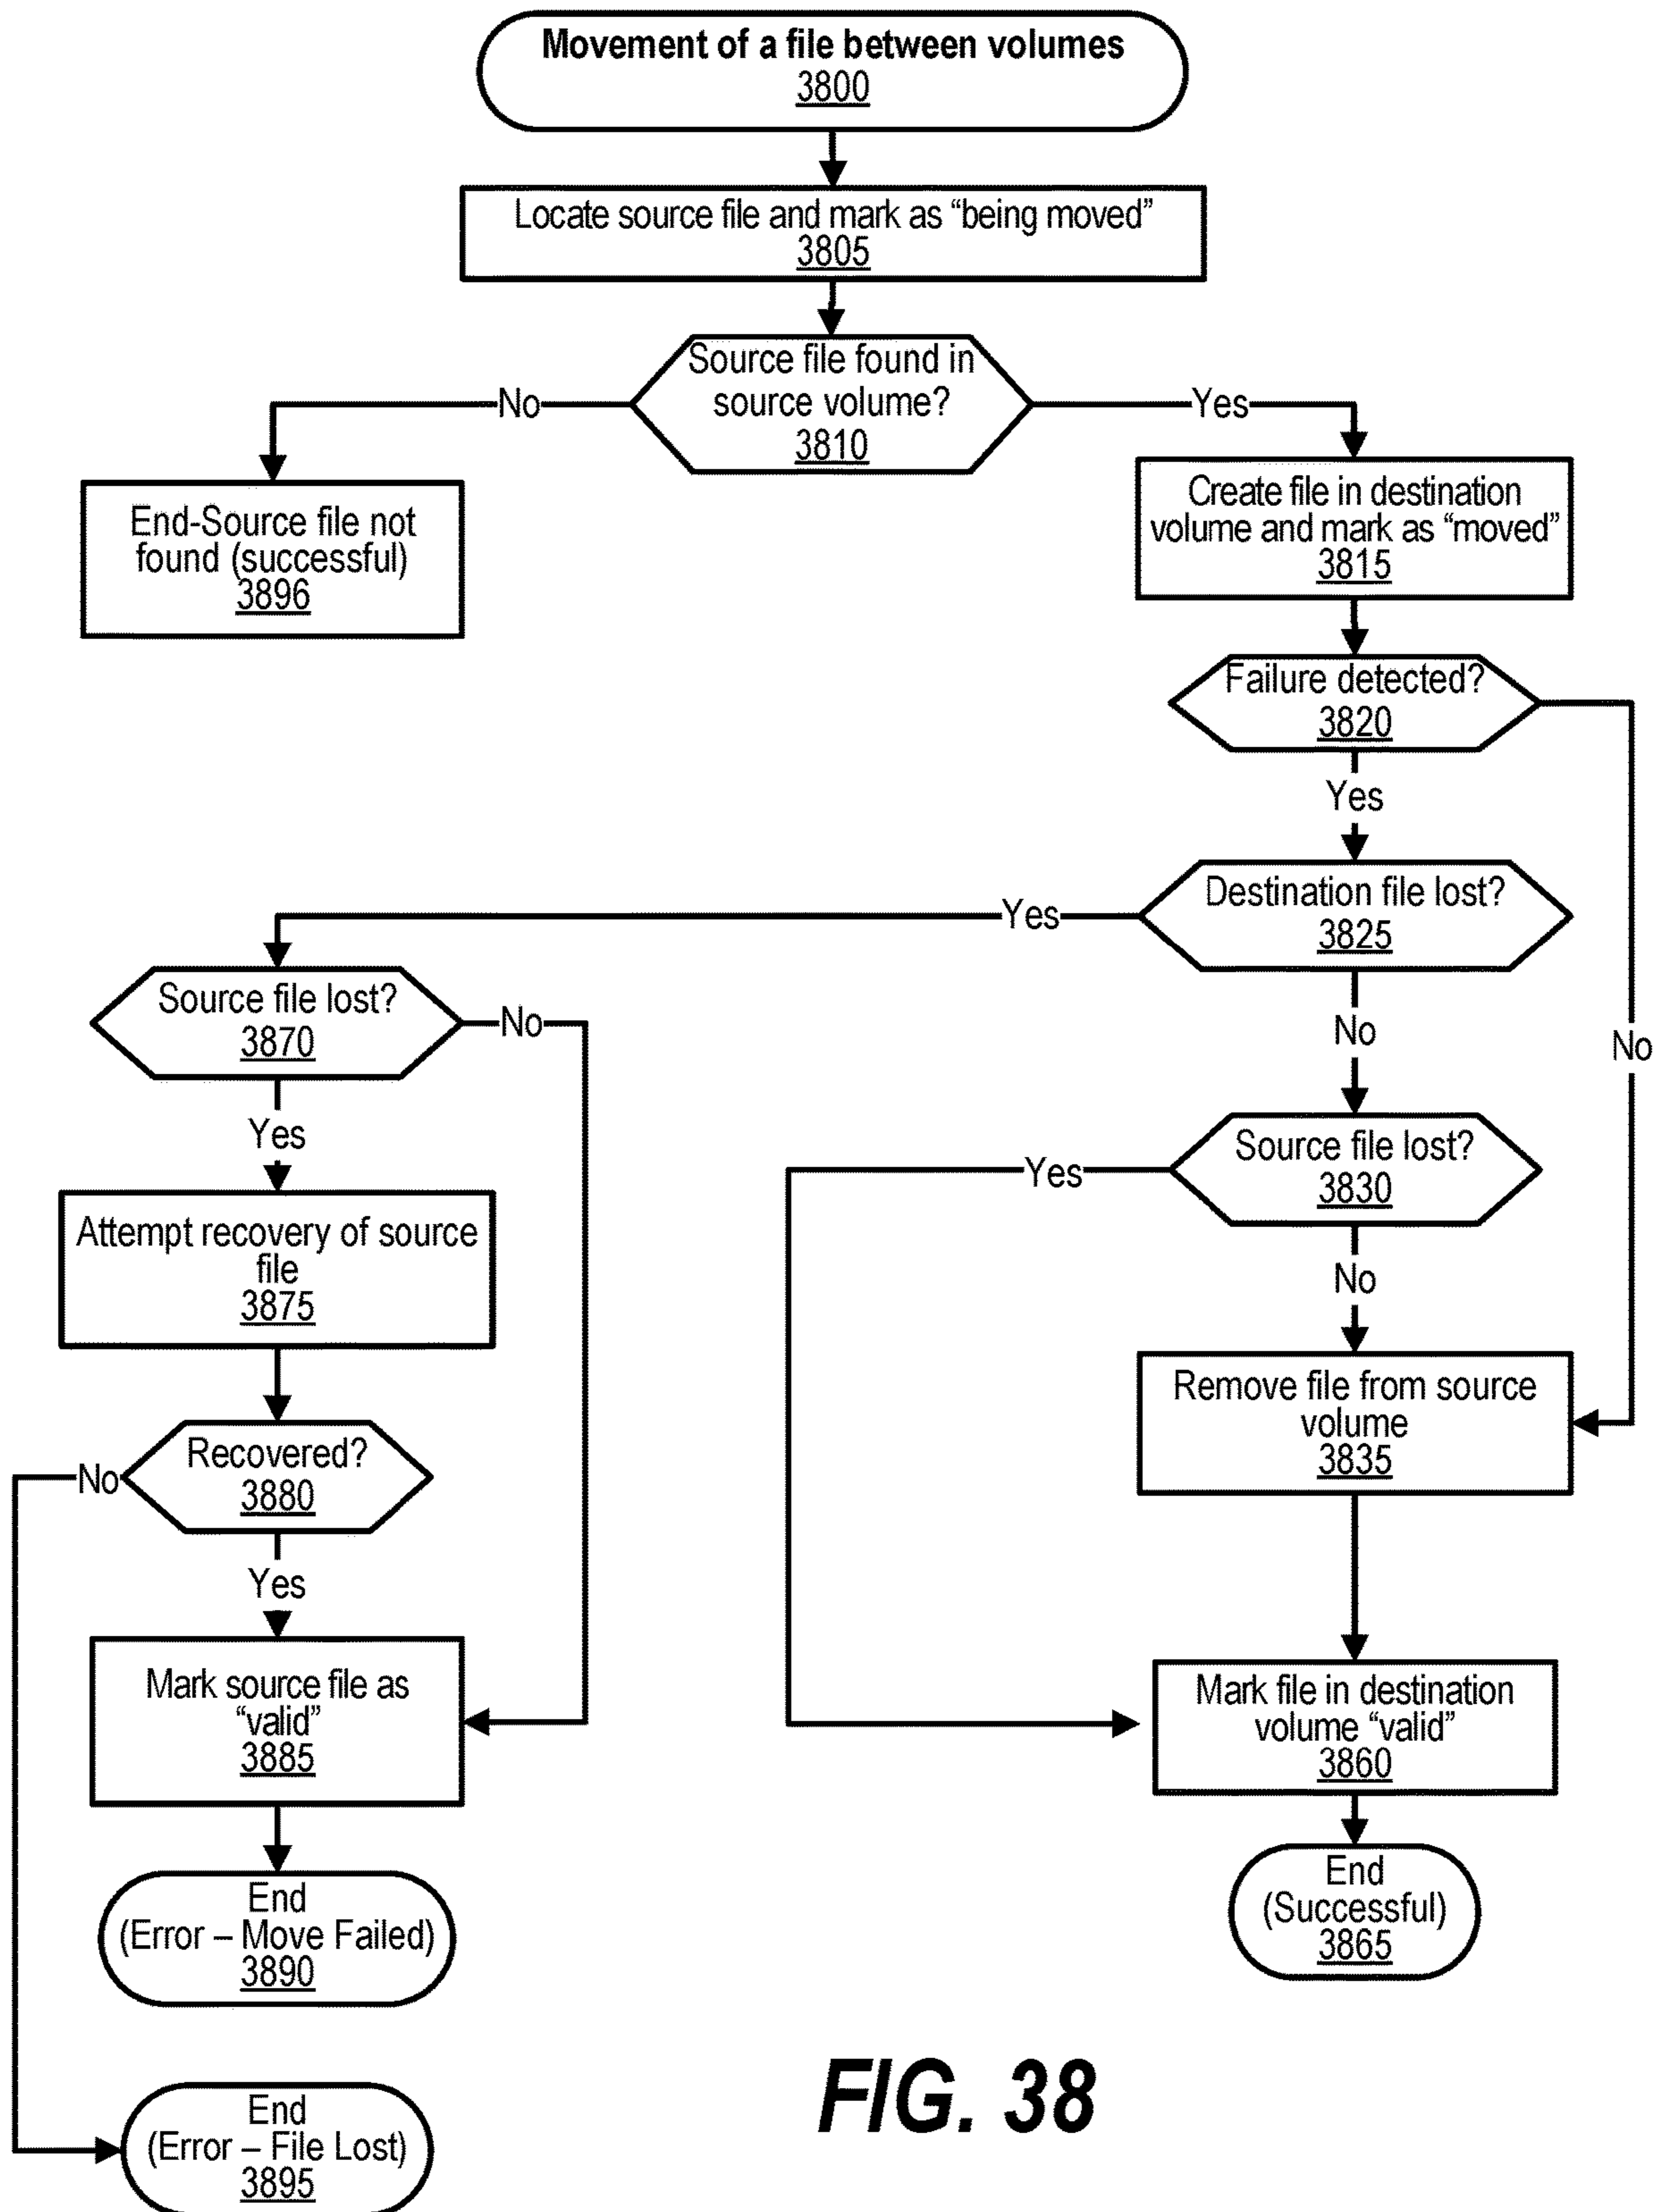 Movement of a file between volumes
3800
Locate source file and mark as “being moved”
3805
Source file found in
source volume?
3810
No
Yes
End-Source file not
found (successful)
3896
Create file in destination
volume and mark as “moved”
3815
Failure detected?
3820
Yes
No
Destination file lost?
3825
Yes
No
Source file lost?
3870
No
Yes
Source file lost?
3830
Yes
No
Attempt recovery of source
file
3875
Remove file from source
volume
3835
Recovered?
3880
No
Yes
Mark source file as
“valid”
3885
Mark file in destination
volume “valid”
3860
End
(Error – Move Failed)
3890
End
(Successful)
3865
End
(Error – File Lost)
3895
FIG. 38